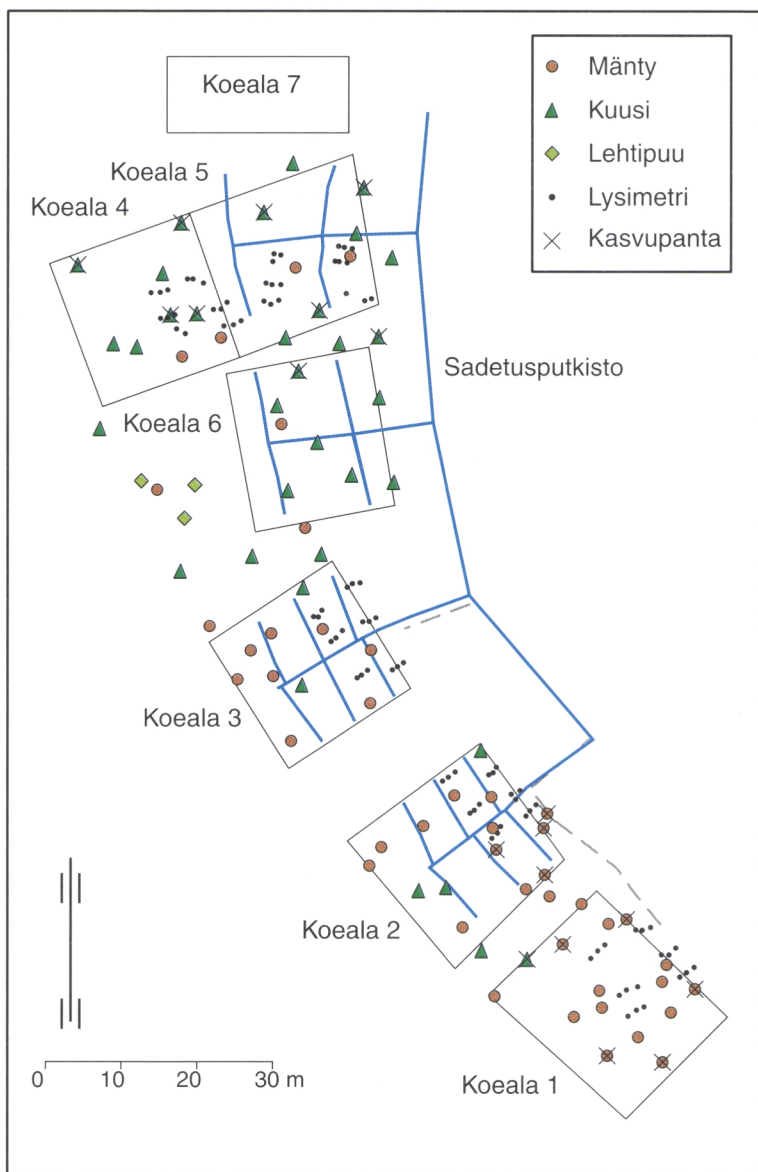 Koeala 7
Mänty
Kuusi
Lehtipuu
Lysimetri
Kasvupanta
Koeala 5
Koeala 4
Sadetusputkisto
Koeala 6
Koeala 3
Koeala 2
Koeala 1
0 10 20 30 m